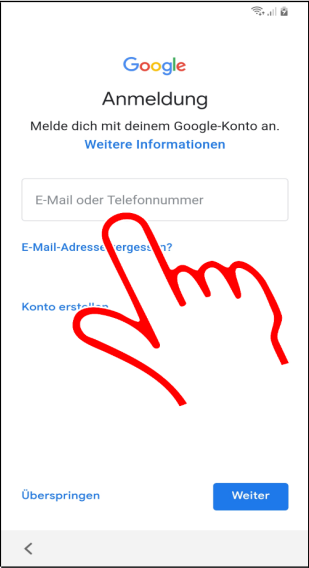 Google
Anmeldung
Melde dich mit deinem Google-Konto an.
Weitere Informationen
E-Mail oder Telefonnummer
E-Mail-Adresse vergessen?
Konto erstellen
Überspringen
Weiter